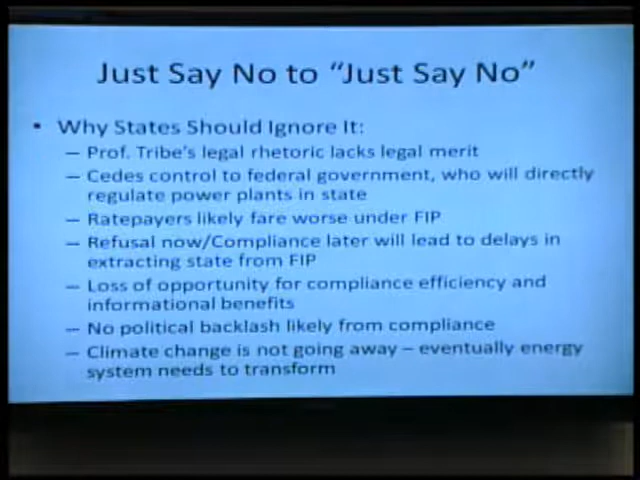 Just Say No to “Just Say No”
• Why States Should Ignore It:
– Prof. Tribe’s legal rhetoric lacks legal merit
– Cedes control to federal government, who will directly
regulate power plants in state
– Ratepayers likely fare worse under FIP
– Refusal now/Compliance later will lead to delays in
extracting state from FIP
– Loss of opportunity for compliance efficiency and
informational benefits
– No political backlash likely from compliance
– Climate change is not going away – eventually energy
system needs to transform